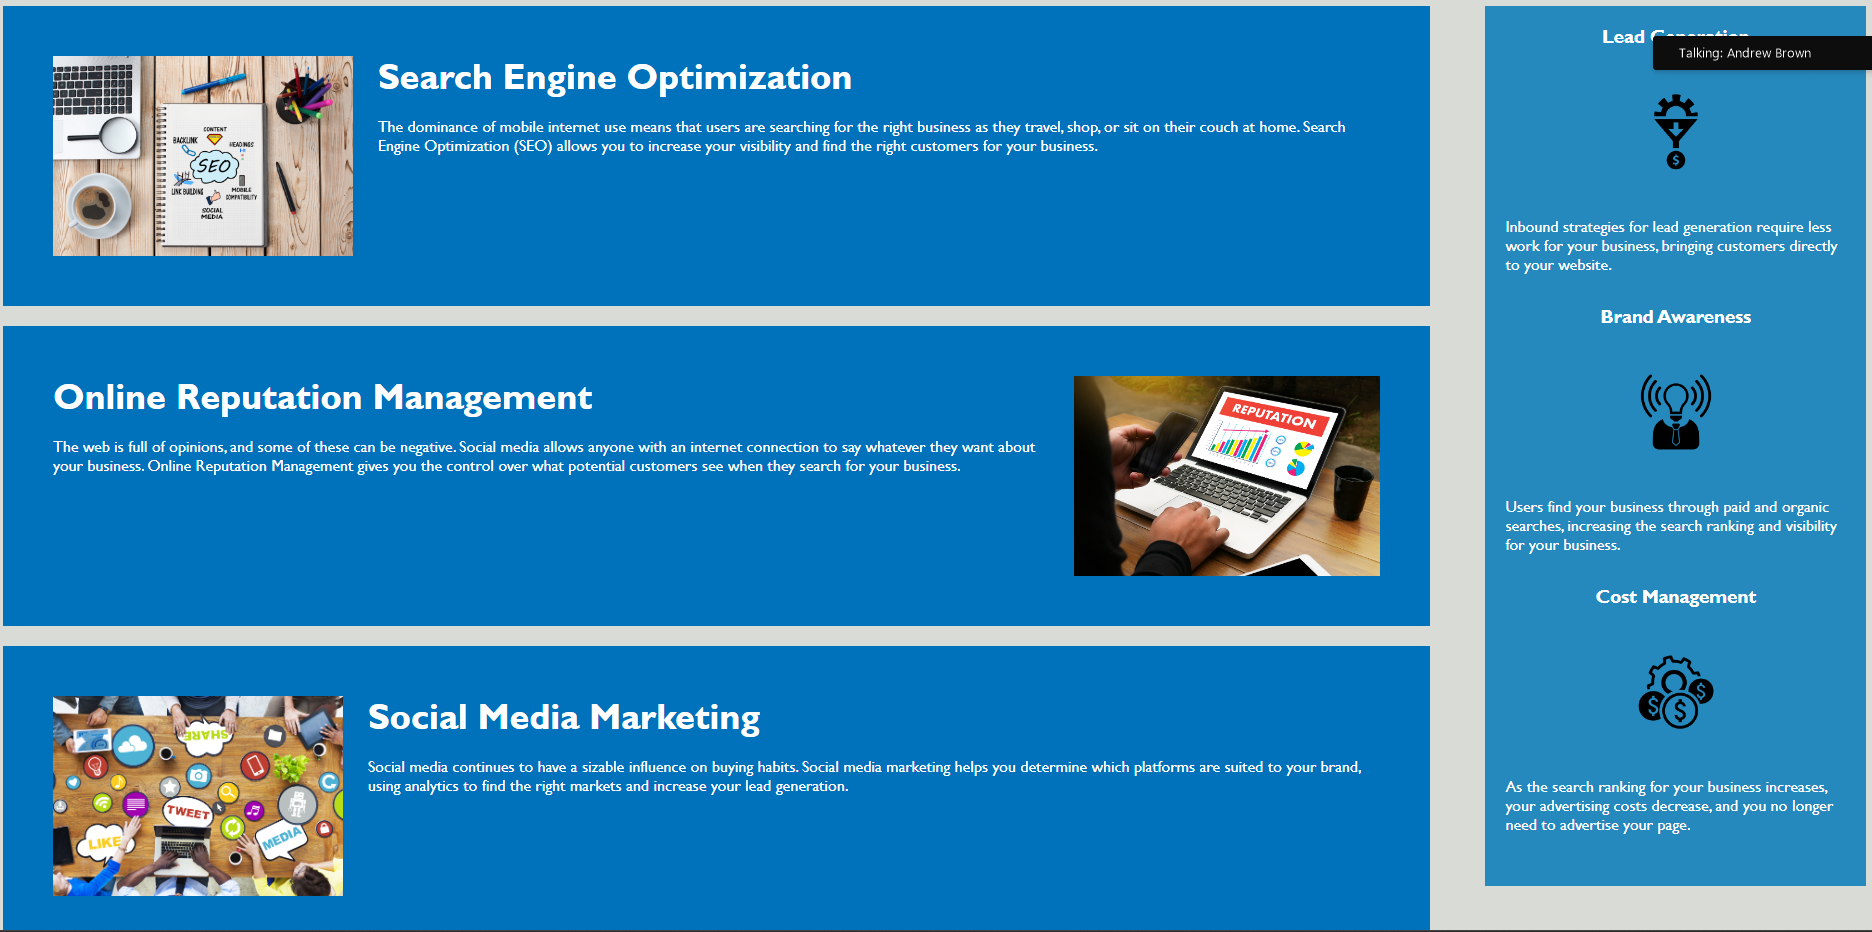 Search Engine Optimization
The dominance of mobile internet use means that users are searching for the right business as they travel, shop, or sit on their couch at home. Search
Engine Optimization (SEO) allows you to increase your visibility and find the right customers for your business.
CONTENT
BACKLINK
HEADINGS
SEO
LINK BUILDING
MOBILE
COMPATIBILITY
SOCIAL
MEDIA
Online Reputation Management
The web is full of opinions, and some of these can be negative. Social media allows anyone with an internet connection to say whatever they want about
your business. Online Reputation Management gives you the control over what potential customers see when they search for your business.
REPUTATION
Social Media Marketing
Social media continues to have a sizable influence on buying habits. Social media marketing helps you determine which platforms are suited to your brand,
using analytics to find the right markets and increase your lead generation.
SHARE
TWEET
LIKE
MEDIA
Lead Generation
Talking: Andrew Brown
$
Inbound strategies for lead generation require less
work for your business, bringing customers directly
to your website.
Brand Awareness
Users find your business through paid and organic
searches, increasing the search ranking and visibility
for your business.
Cost Management
$ $ $
As the search ranking for your business increases,
your advertising costs decrease, and you no longer
need to advertise your page.